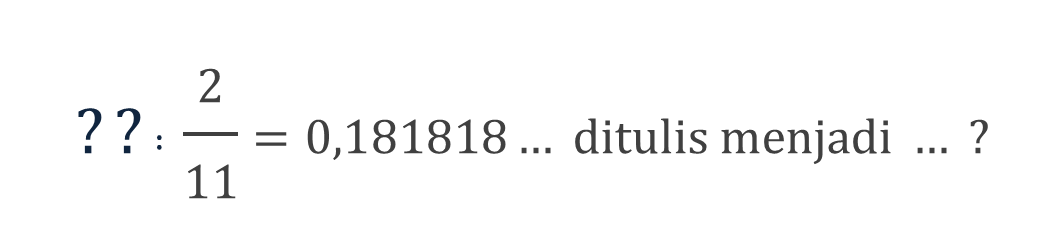 ? ? : 2/11 = 0,181818 ... ditulis menjadi ... ?